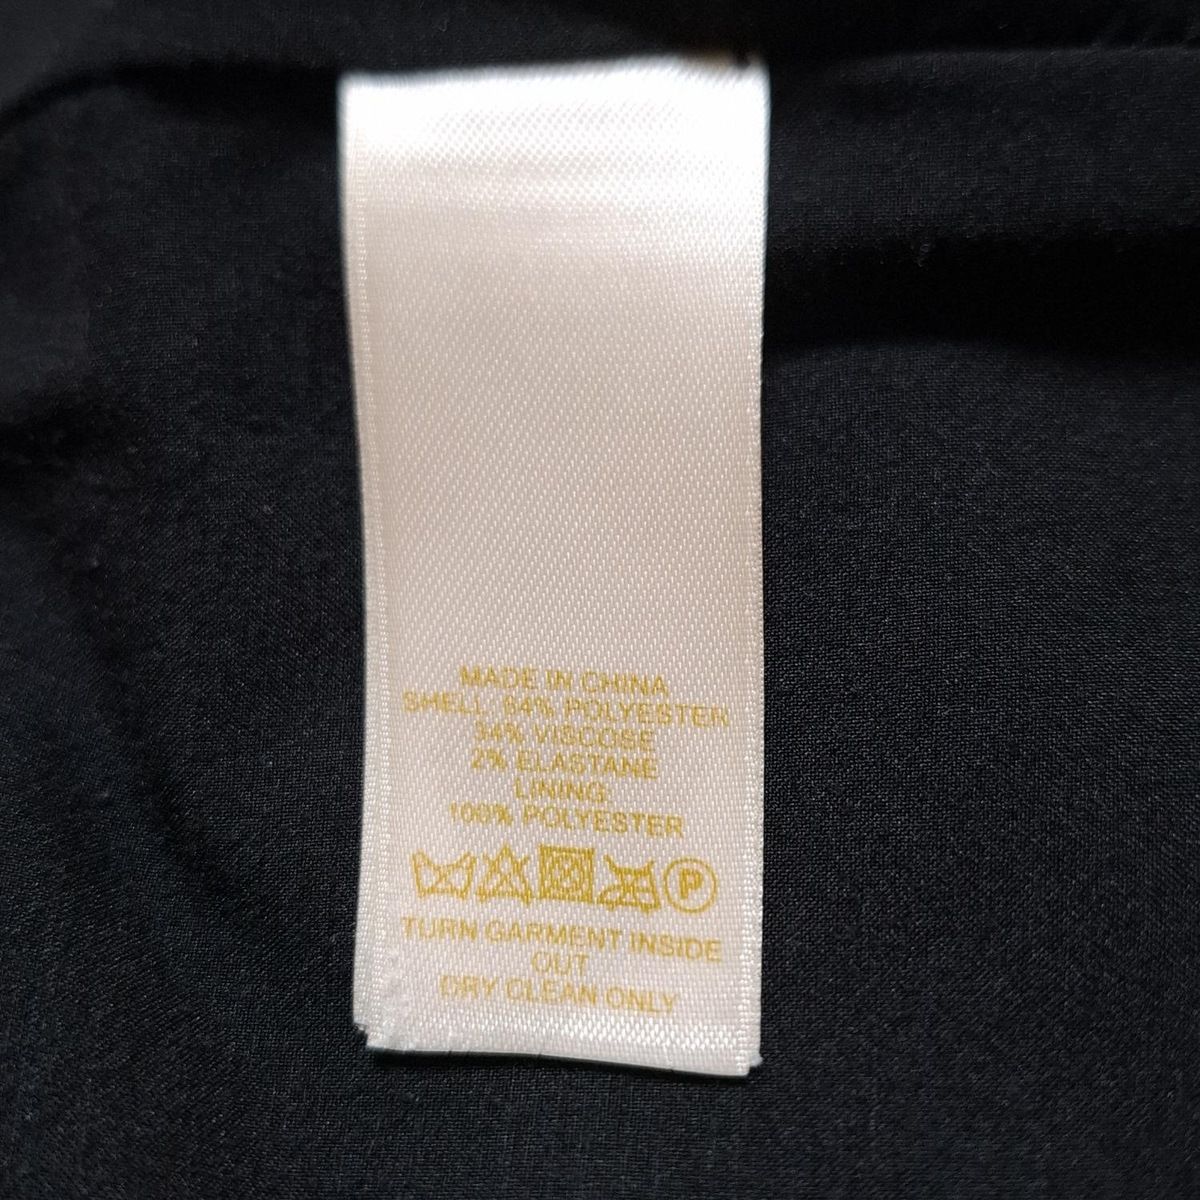 MADE IN CHINA
SHELL: 64% POLYESTER
34% VISCOSE
2% ELASTANE
LINING:
100% POLYESTER
P
TURN GARMENT INSIDE
OUT
DRY CLEAN ONLY